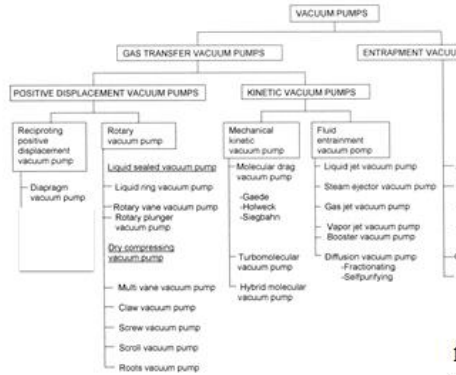 VACUUM PUMPS
GAS TRANSFER VACUUM PUMPS
ENTRAPMENT VACUU
POSITIVE DISPLACEMENT VACUUM PUMPS
KINETIC VACUUM PUMPS
Reciproting
positive
displacement
vacuum pump
Diapragm
vacuum pump
Rotary
vacuum pump
Liquid sealed vacuum pump
Liquid ring vacuum pump
Rotary vane vacuum pump
Rotary plunger
vacuum pump
Dry compressing
vacuum pump
Multi vane vacuum pump
Claw vacuum pump
Screw vacuum pump
Scroll vacuum pump
Roots vacuum pump
Mechanical
kinetic
vacuum pump
Molecular drag
vacuum pump
-Gaede
-Holweck
-Siegbahn
Turbomolecular
vacuum pump
Hybrid molecular
vacuum pump
Fluid
entrainment
vacuum pomp
Liquid jet vacuum pump
Steam ejector vacuum pump
Gas jet vacuum pump
Vapor jet vacuum pump
Booster vacuum pump
Diffusion vacuum pump
-Fractionating
-Selfpurifying
1